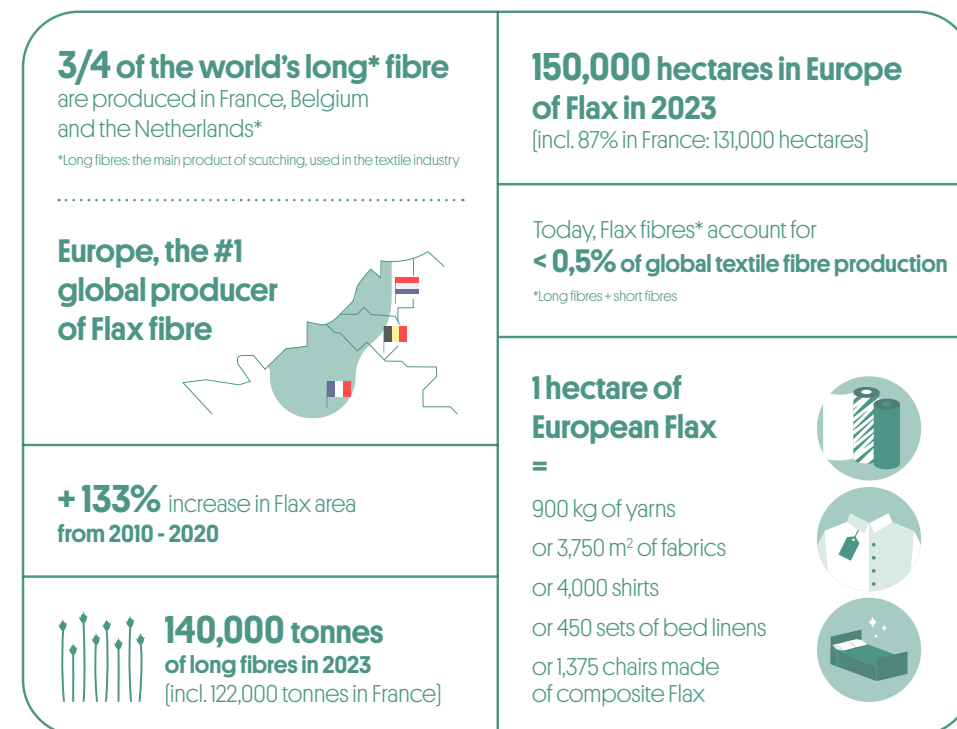 3/4 of the world's long* fibre
are produced in France, Belgium
and the Netherlands*
*Long fibres: the main product of scutching, used in the textile industry
Europe, the #1
global producer
of Flax fibre
+ 133% increase in Flax area
from 2010 - 2020
140,000 tonnes
of long fibres in 2023
(incl. 122,000 tonnes in France)
150,000 hectares in Europe
of Flax in 2023
(incl. 87% in France: 131,000 hectares)
Today, Flax fibres* account for
< 0,5% of global textile fibre production
*Long fibres + short fibres
1 hectare of
European Flax
=
900 kg of yarns
or 3,750 m² of fabrics
or 4,000 shirts
or 450 sets of bed linens
or 1,375 chairs made
of composite Flax